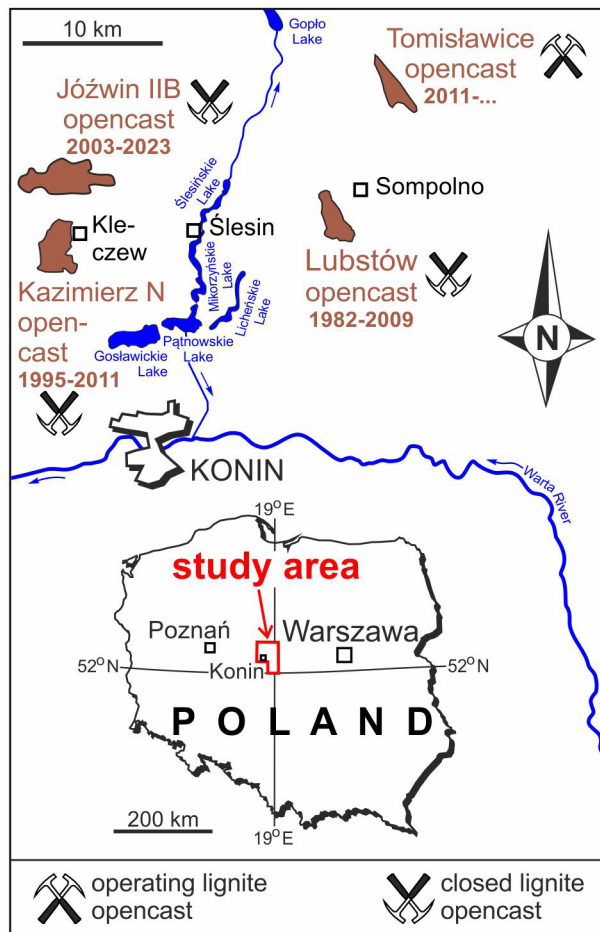 10 km
Gopło
Lake
Tomisławice
opencast
2011-...
Jóźwin IIB
opencast
2003-2023
Ślesińskie
Lake
Sompolno
Kle-
czew
Ślesin
Mikorzyńskie
Lake
Licheńskie
Lake
Lubstów
opencast
1982-2009
Kazimierz N
open-
cast
1995-2011
Gosławickie
Lake
Pątnowskie
Lake
N
KONIN
Warta River
19°E
study area
Poznań
Warszawa
52°N
Konin
52°N
POLAND
200 km
19°E
operating lignite
opencast
closed lignite
opencast